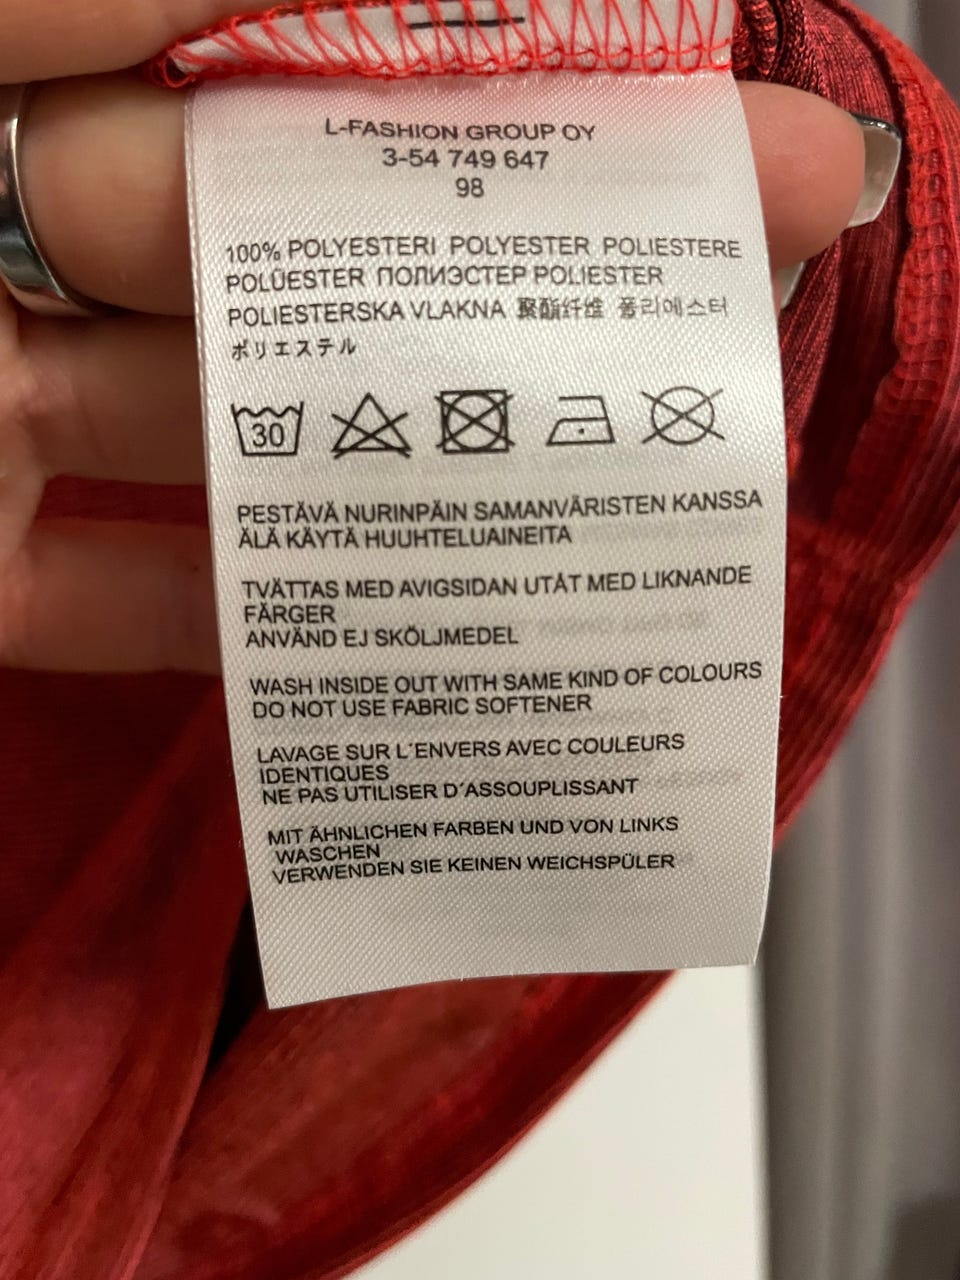 L-FASHION GROUP OY
3-54 749 647
98
100% POLYESTERI POLYESTER POLIESTERE
POLÜESTER ПОЛИЭСТЕР POLIESTER
POLIESTERSKA VLAKNA 聚酯纤维 폴리에스터
ポリエステル
30
PESTÄVÄ NURINPÄIN SAMANVÄRISTEN KANSSA
ÄLÄ KÄYTÄ HUUHTELUAINEITA
TVÄTTAS MED AVIGSIDAN UTÅT MED LIKNANDE
FÄRGER
ANVÄND EJ SKÖLJMEDEL
WASH INSIDE OUT WITH SAME KIND OF COLOURS
DO NOT USE FABRIC SOFTENER
LAVAGE SUR L´ENVERS AVEC COULEURS
IDENTIQUES
NE PAS UTILISER D´ASSOUPLISSANT
MIT ÄHNLICHEN FARBEN UND VON LINKS
WASCHEN
VERWENDEN SIE KEINEN WEICHSPÜLER